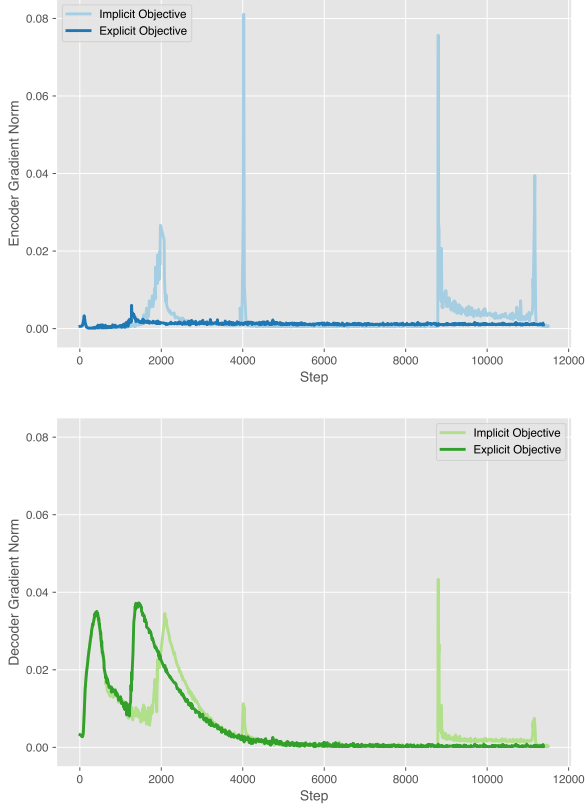 Implicit Objective
Explicit Objective
0.08
0.06
0.04
0.02
0.00
Encoder Gradient Norm
0 2000 4000 6000 8000 10000 12000
Step
Implicit Objective
Explicit Objective
0.08
0.06
0.04
0.02
0.00
Decoder Gradient Norm
0 2000 4000 6000 8000 10000 12000
Step